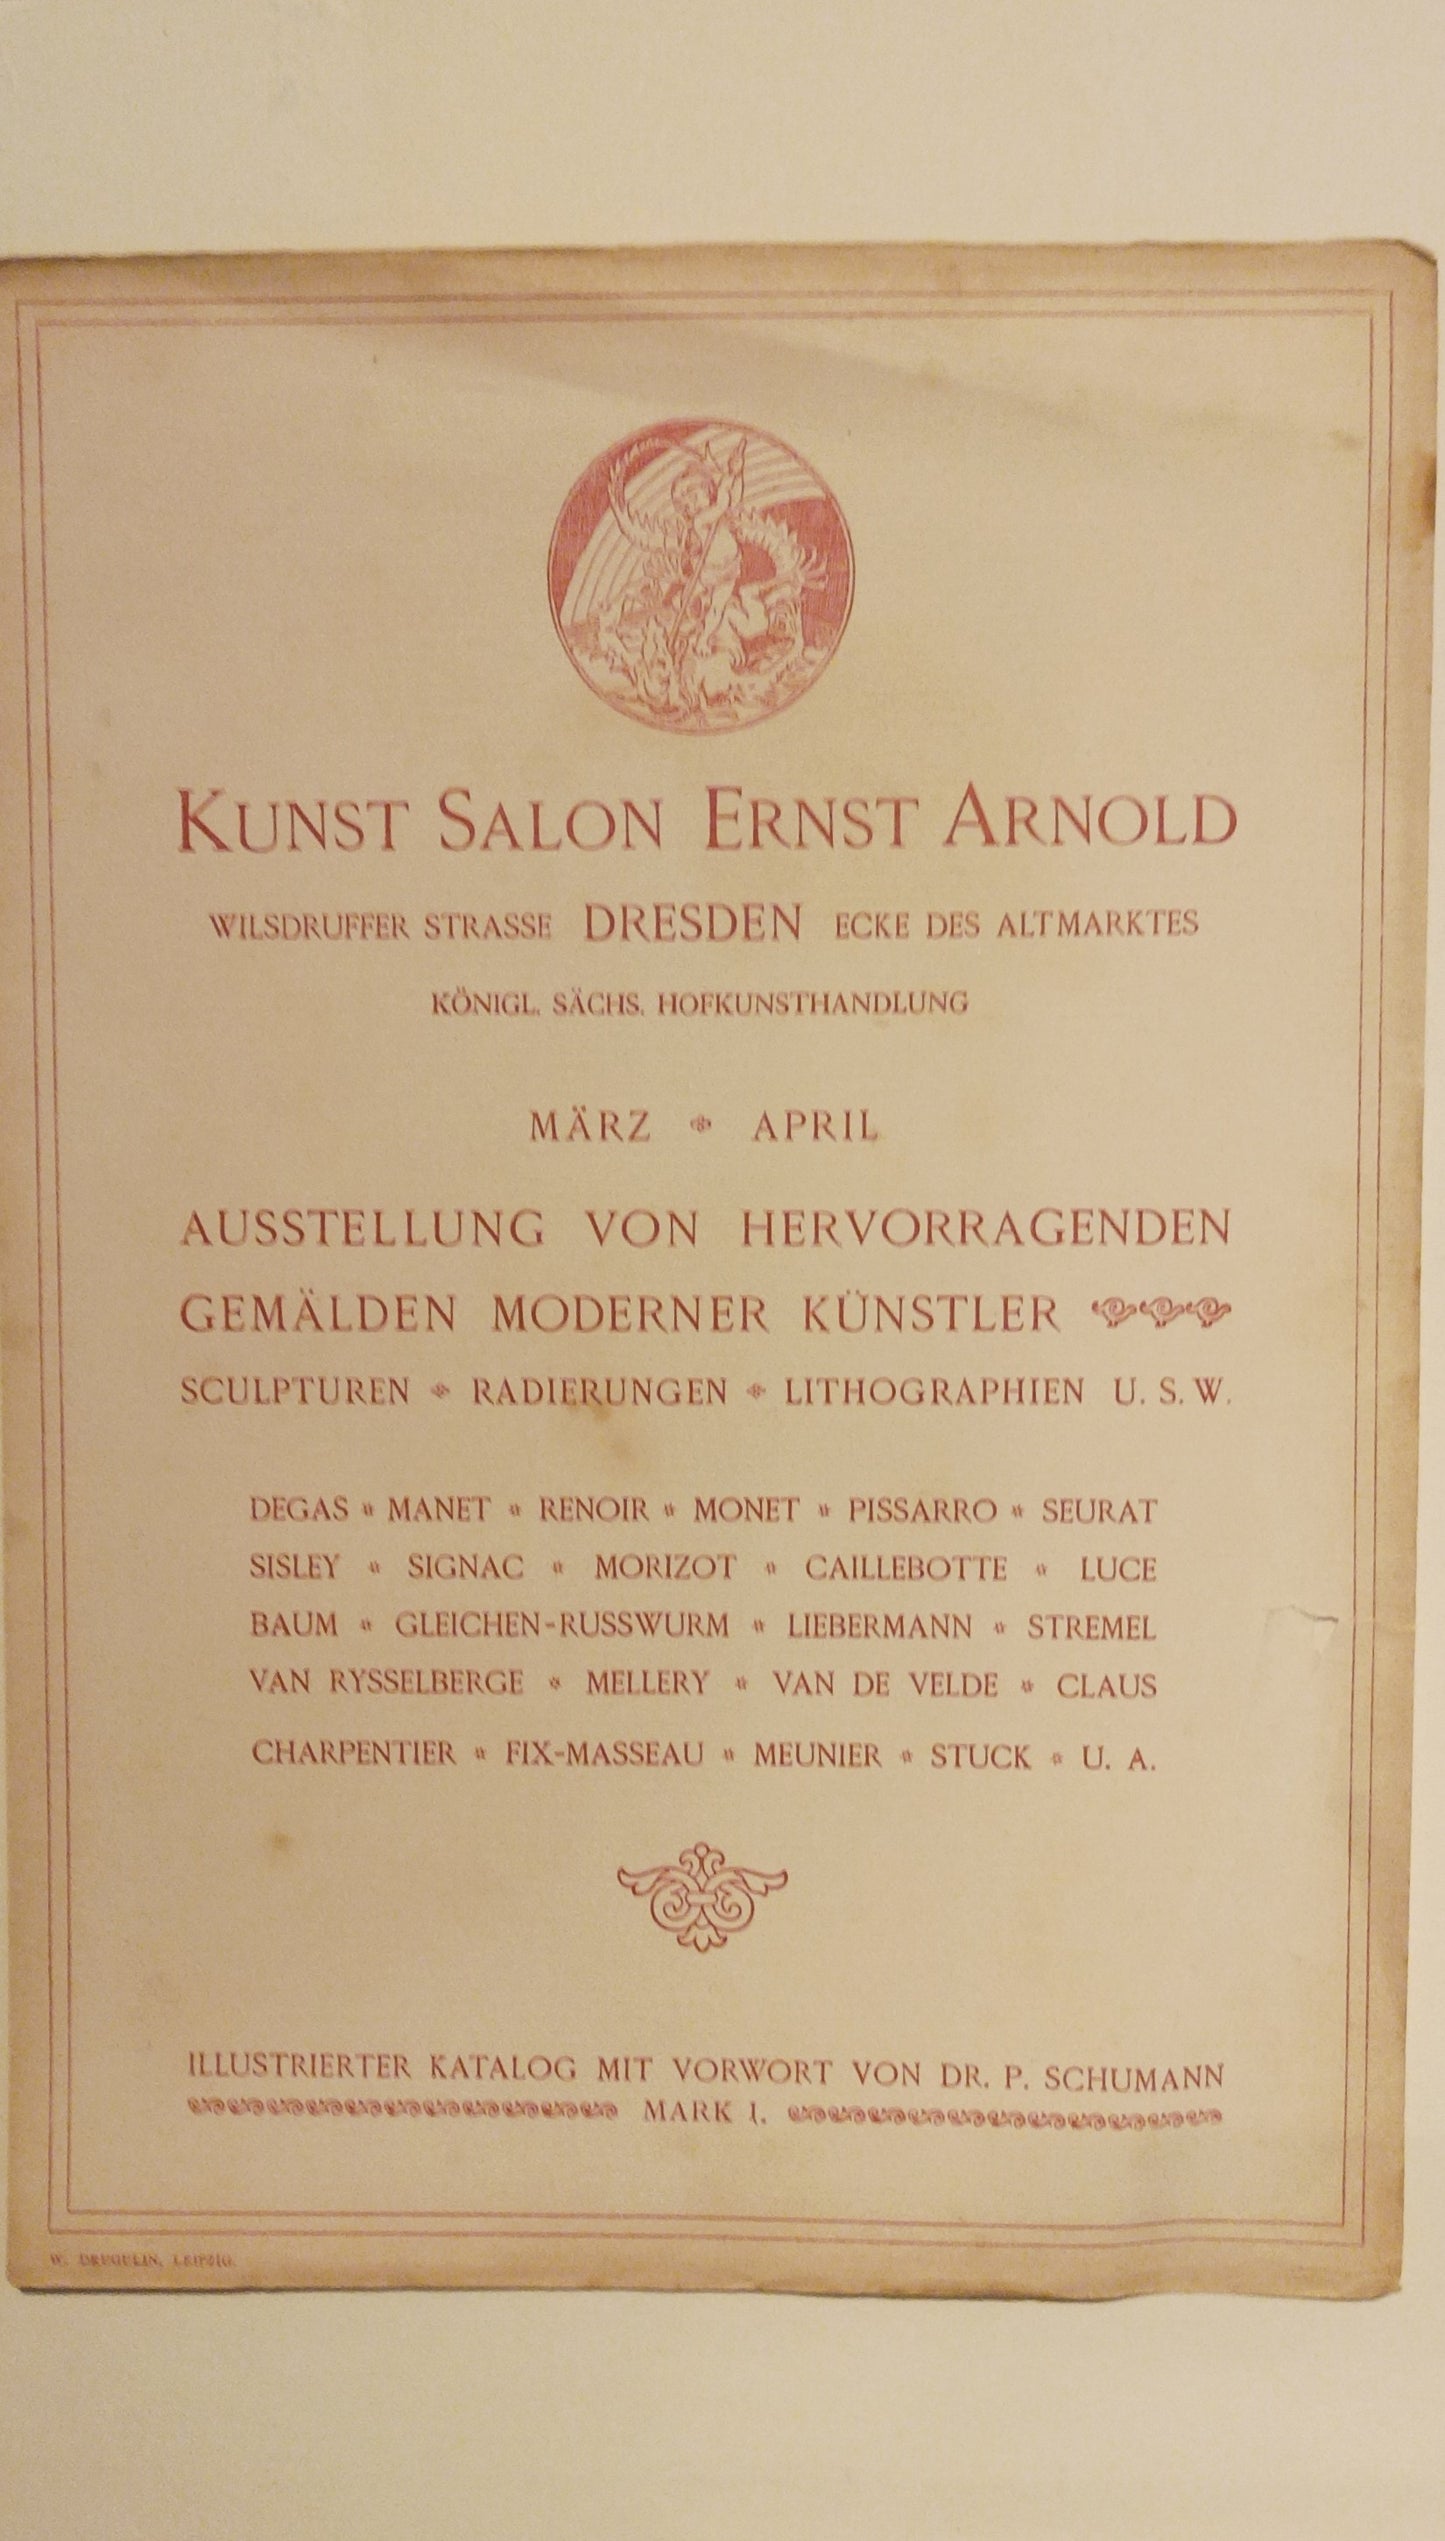 KUNST SALON ERNST ARNOLD
WILSDRUFFER STRASSE DRESDEN ECKE DES ALTMARKTES
KÖNIGL. SÄCHS. HOFKUNSTHANDLUNG
MÄRZ APRIL
AUSSTELLUNG VON HERVORRAGENDEN
GEMÄLDEN MODERNER KÜNSTLER
SCULPTUREN RADIERUNGEN LITHOGRAPHIEN U. S. W.
DEGAS MANET RENOIR MONET PISSARRO SEURAT
SISLEY SIGNAC MORIZOT CAILLEBOTTE LUCE
BAUM GLEICHEN-RUSSWURM LIEBERMANN STREMEL
VAN RYSSELBERGE MELLERY VAN DE VELDE CLAUS
CHARPENTIER FIX-MASSEAU MEUNIER STUCK U. A.
ILLUSTRIERTER KATALOG MIT VORWORT VON DR. P. SCHUMANN
MARK 1.
W. DRUGULIN, LEIPZIG.